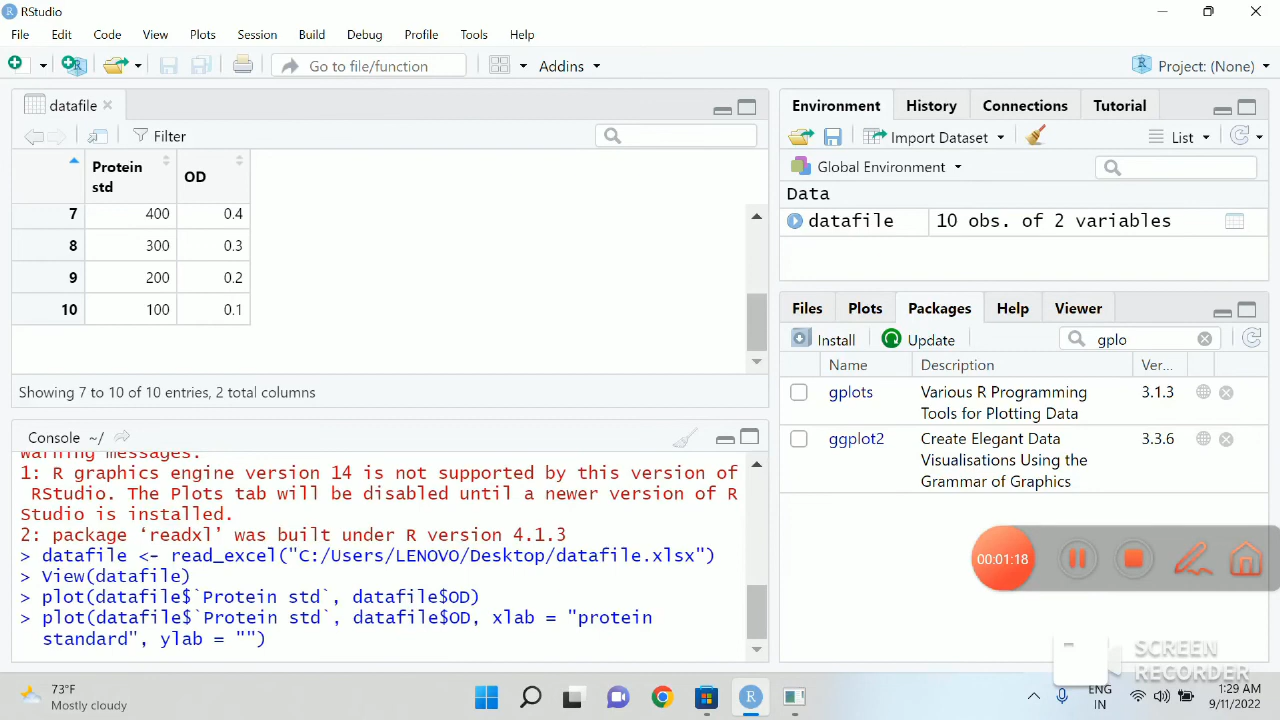 RStudio
File Edit Code View Plots Session Build Debug Profile Tools Help
Go to file/function Addins Project: (None)
datafile
Filter
Protein std OD
7 400 0.4
8 300 0.3
9 200 0.2
10 100 0.1
Showing 7 to 10 of 10 entries, 2 total columns
Console ~/
warning messages:
1: R graphics engine version 14 is not supported by this version of
RStudio. The Plots tab will be disabled until a newer version of R
Studio is installed.
2: package ‘readxl’ was built under R version 4.1.3
> datafile <- read_excel("C:/Users/LENOVO/Desktop/datafile.xlsx")
> View(datafile)
> plot(datafile$`Protein std`, datafile$OD)
> plot(datafile$`Protein std`, datafile$OD, xlab = "protein
standard", ylab = "")
Environment History Connections Tutorial
Import Dataset List
Global Environment
Data
datafile 10 obs. of 2 variables
Files Plots Packages Help Viewer
Install Update gplo
Name Description Ver...
gplots Various R Programming 3.1.3
Tools for Plotting Data
ggplot2 Create Elegant Data 3.3.6
Visualisations Using the
Grammar of Graphics
00:01:18
SCREEN
RECORDER
73°F
Mostly cloudy
ENG
IN
1:29 AM
9/11/2022